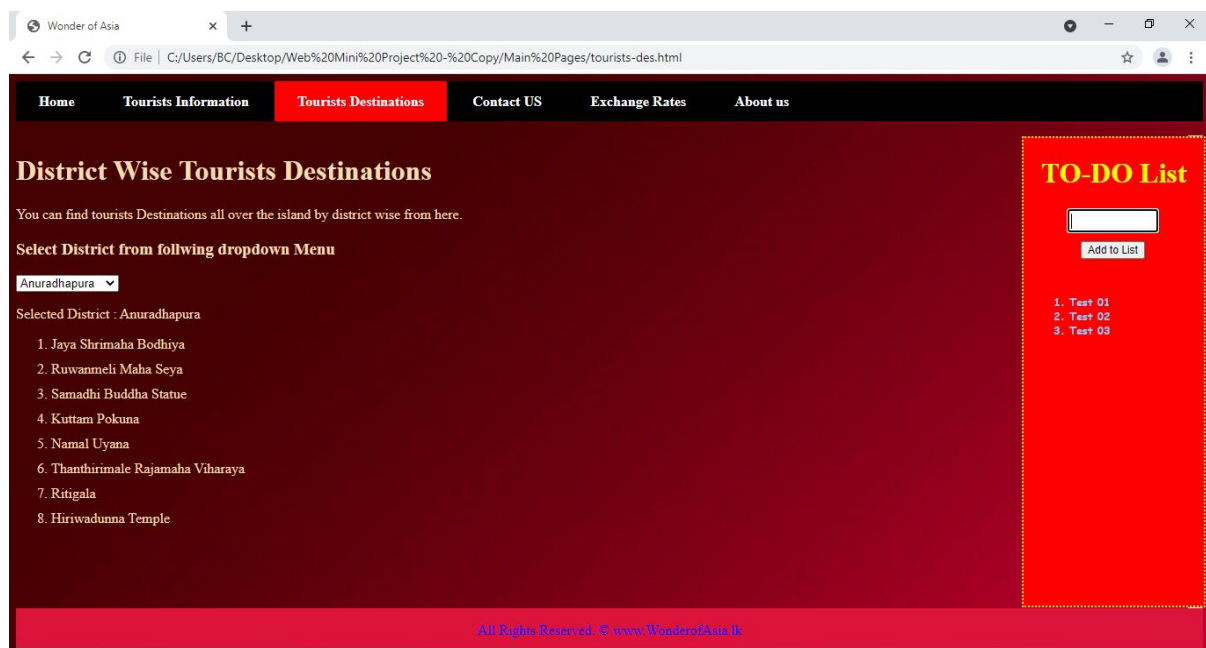 Wonder of Asia
File | C:/Users/BC/Desktop/Web%20Mini%20Project%20-%20Copy/Main%20Pages/tourists-des.html
Home Tourists Information Tourists Destinations Contact US Exchange Rates About us
District Wise Tourists Destinations
You can find tourists Destinations all over the island by district wise from here.
Select District from follwing dropdown Menu
Anuradhapura
Selected District : Anuradhapura
1. Jaya Shrimaha Bodhiya
2. Ruwanmeli Maha Seya
3. Samadhi Buddha Statue
4. Kuttam Pokuna
5. Namal Uyana
6. Thanthirimale Rajamaha Viharaya
7. Ritigala
8. Hiriwadunna Temple
TO-DO List
Add to List
1. Test 01
2. Test 02
3. Test 03
All Rights Reserved. © www.WonderofAsia.lk